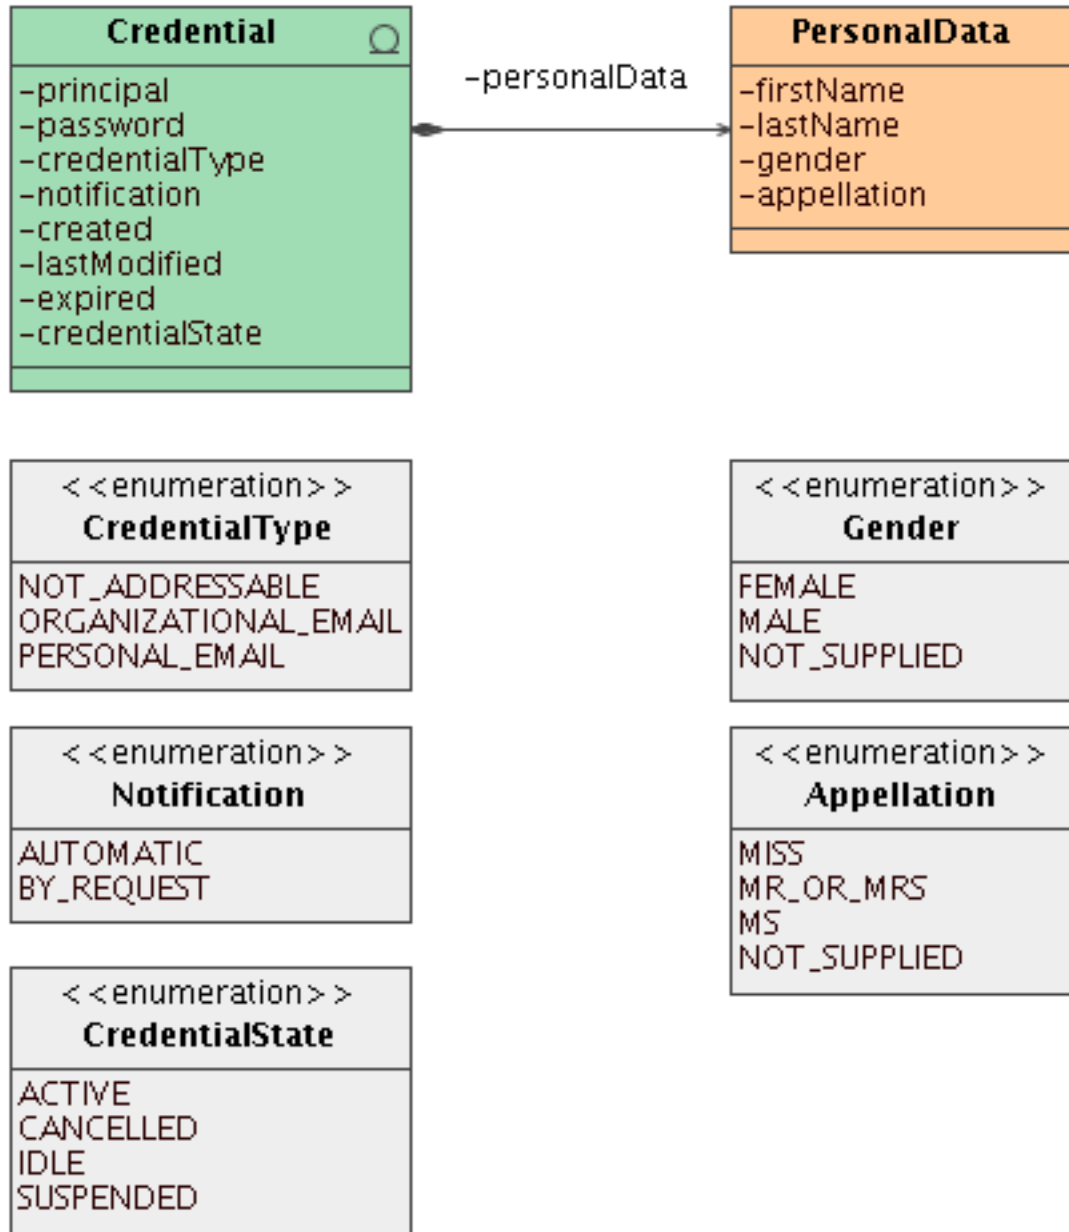 Credential
-principal
-password
-credentialType
-notification
-created
-lastModified
-expired
-credentialState
-personalData
PersonalData
-firstName
-lastName
-gender
-appellation
<<enumeration>>
CredentialType
NOT_ADDRESSABLE
ORGANIZATIONAL_EMAIL
PERSONAL_EMAIL
<<enumeration>>
Gender
FEMALE
MALE
NOT_SUPPLIED
<<enumeration>>
Notification
AUTOMATIC
BY_REQUEST
<<enumeration>>
Appellation
MISS
MR_OR_MRS
MS
NOT_SUPPLIED
<<enumeration>>
CredentialState
ACTIVE
CANCELLED
IDLE
SUSPENDED